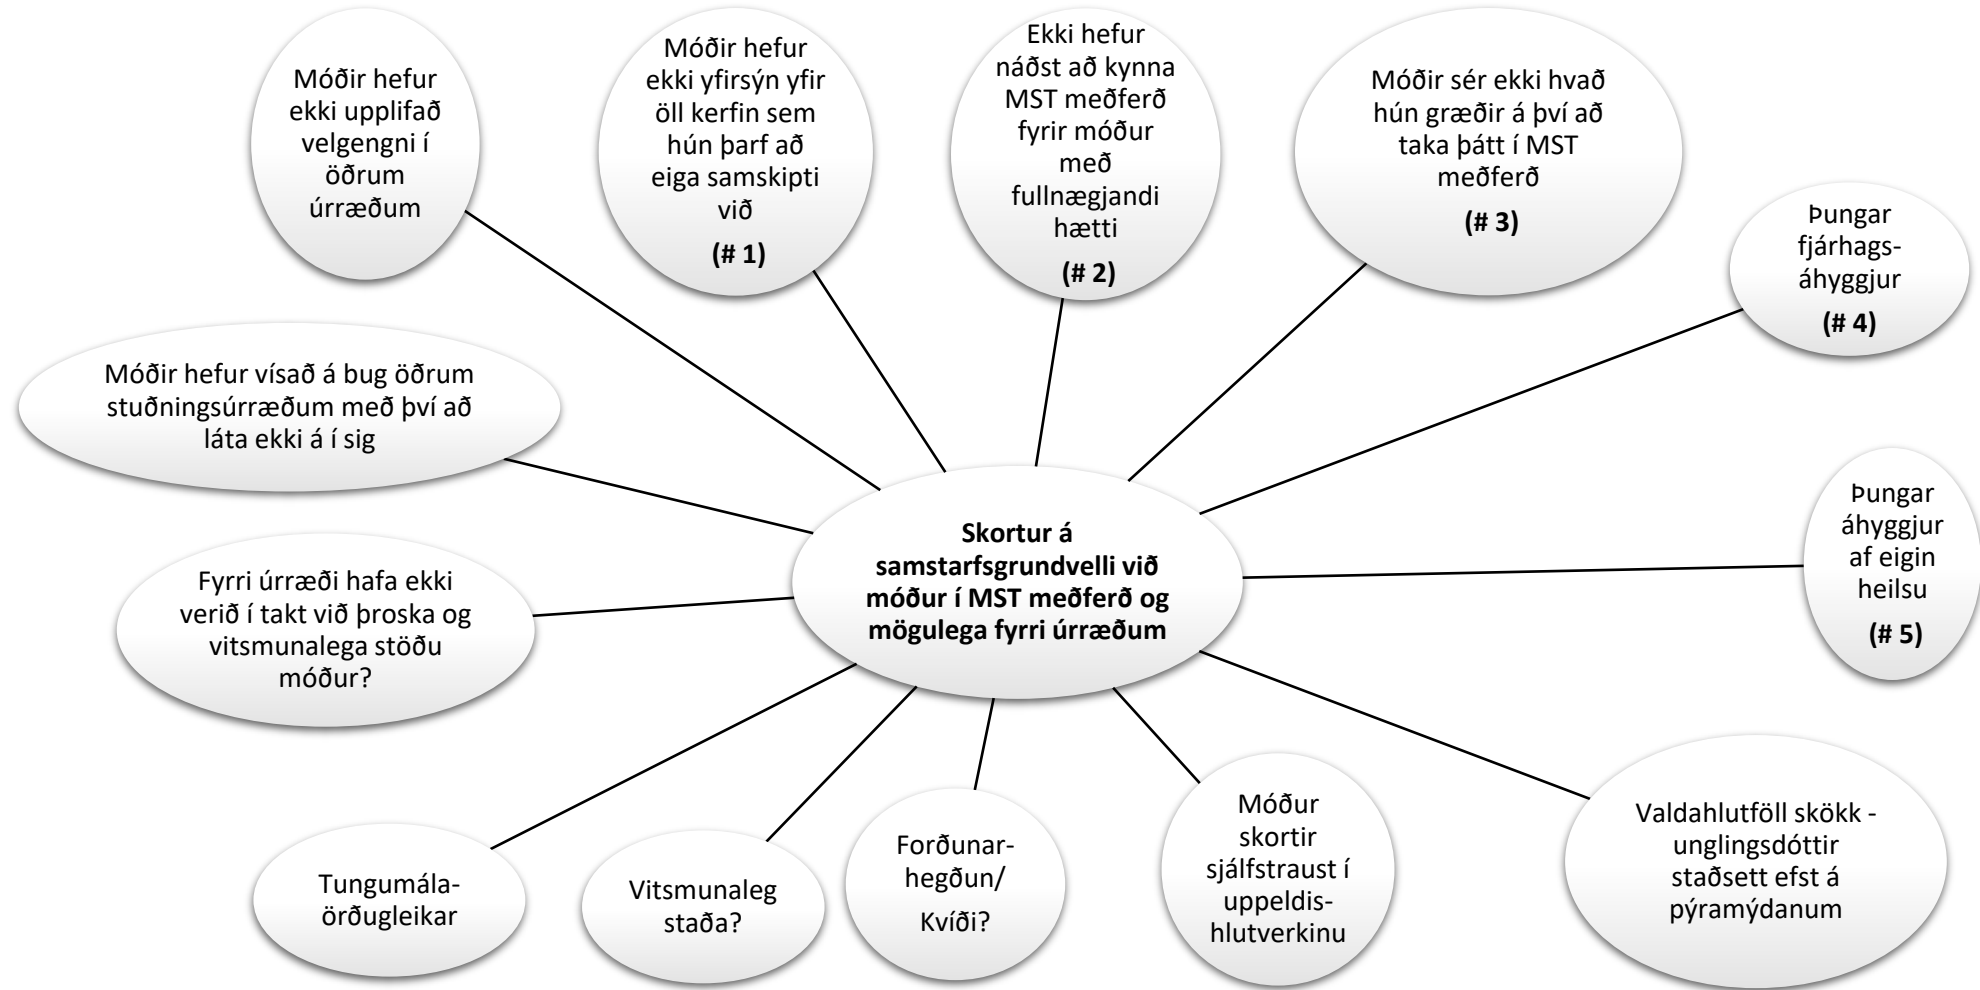 Móðir hefur
ekki upplifað
velgengni í
öðrum
úrræðum
Móðir hefur
ekki yfirsýn yfir
öll kerfin sem
hún þarf að
eiga samskipti
við
(# 1)
Ekki hefur
náðst að kynna
MST meðferð
fyrir móður
með
fullnægjandi
hætti
(# 2)
Móðir sér ekki hvað
hún græðir á því að
taka þátt í MST
meðferð
(# 3)
Þungar
fjárhags-
áhyggjur
(# 4)
Móðir hefur vísað á bug öðrum
stuðningsúrræðum með því að
láta ekki á í sig
Þungar
áhyggjur
af eigin
heilsu
(# 5)
Skortur á
samstarfsgrundvelli við
móður í MST meðferð og
mögulega fyrri úrræðum
Fyrri úrræði hafa ekki
verið í takt við þroska og
vitsmunalega stöðu
móður?
Tungumála-
örðugleikar
Vitsmunaleg
staða?
Forðunar-
hegðun/
Kvíði?
Móður
skortir
sjálfstraust í
uppeldis-
hlutverkinu
Valdahlutföll skökk -
unglingsdóttir
staðsett efst á
pýramýdanum